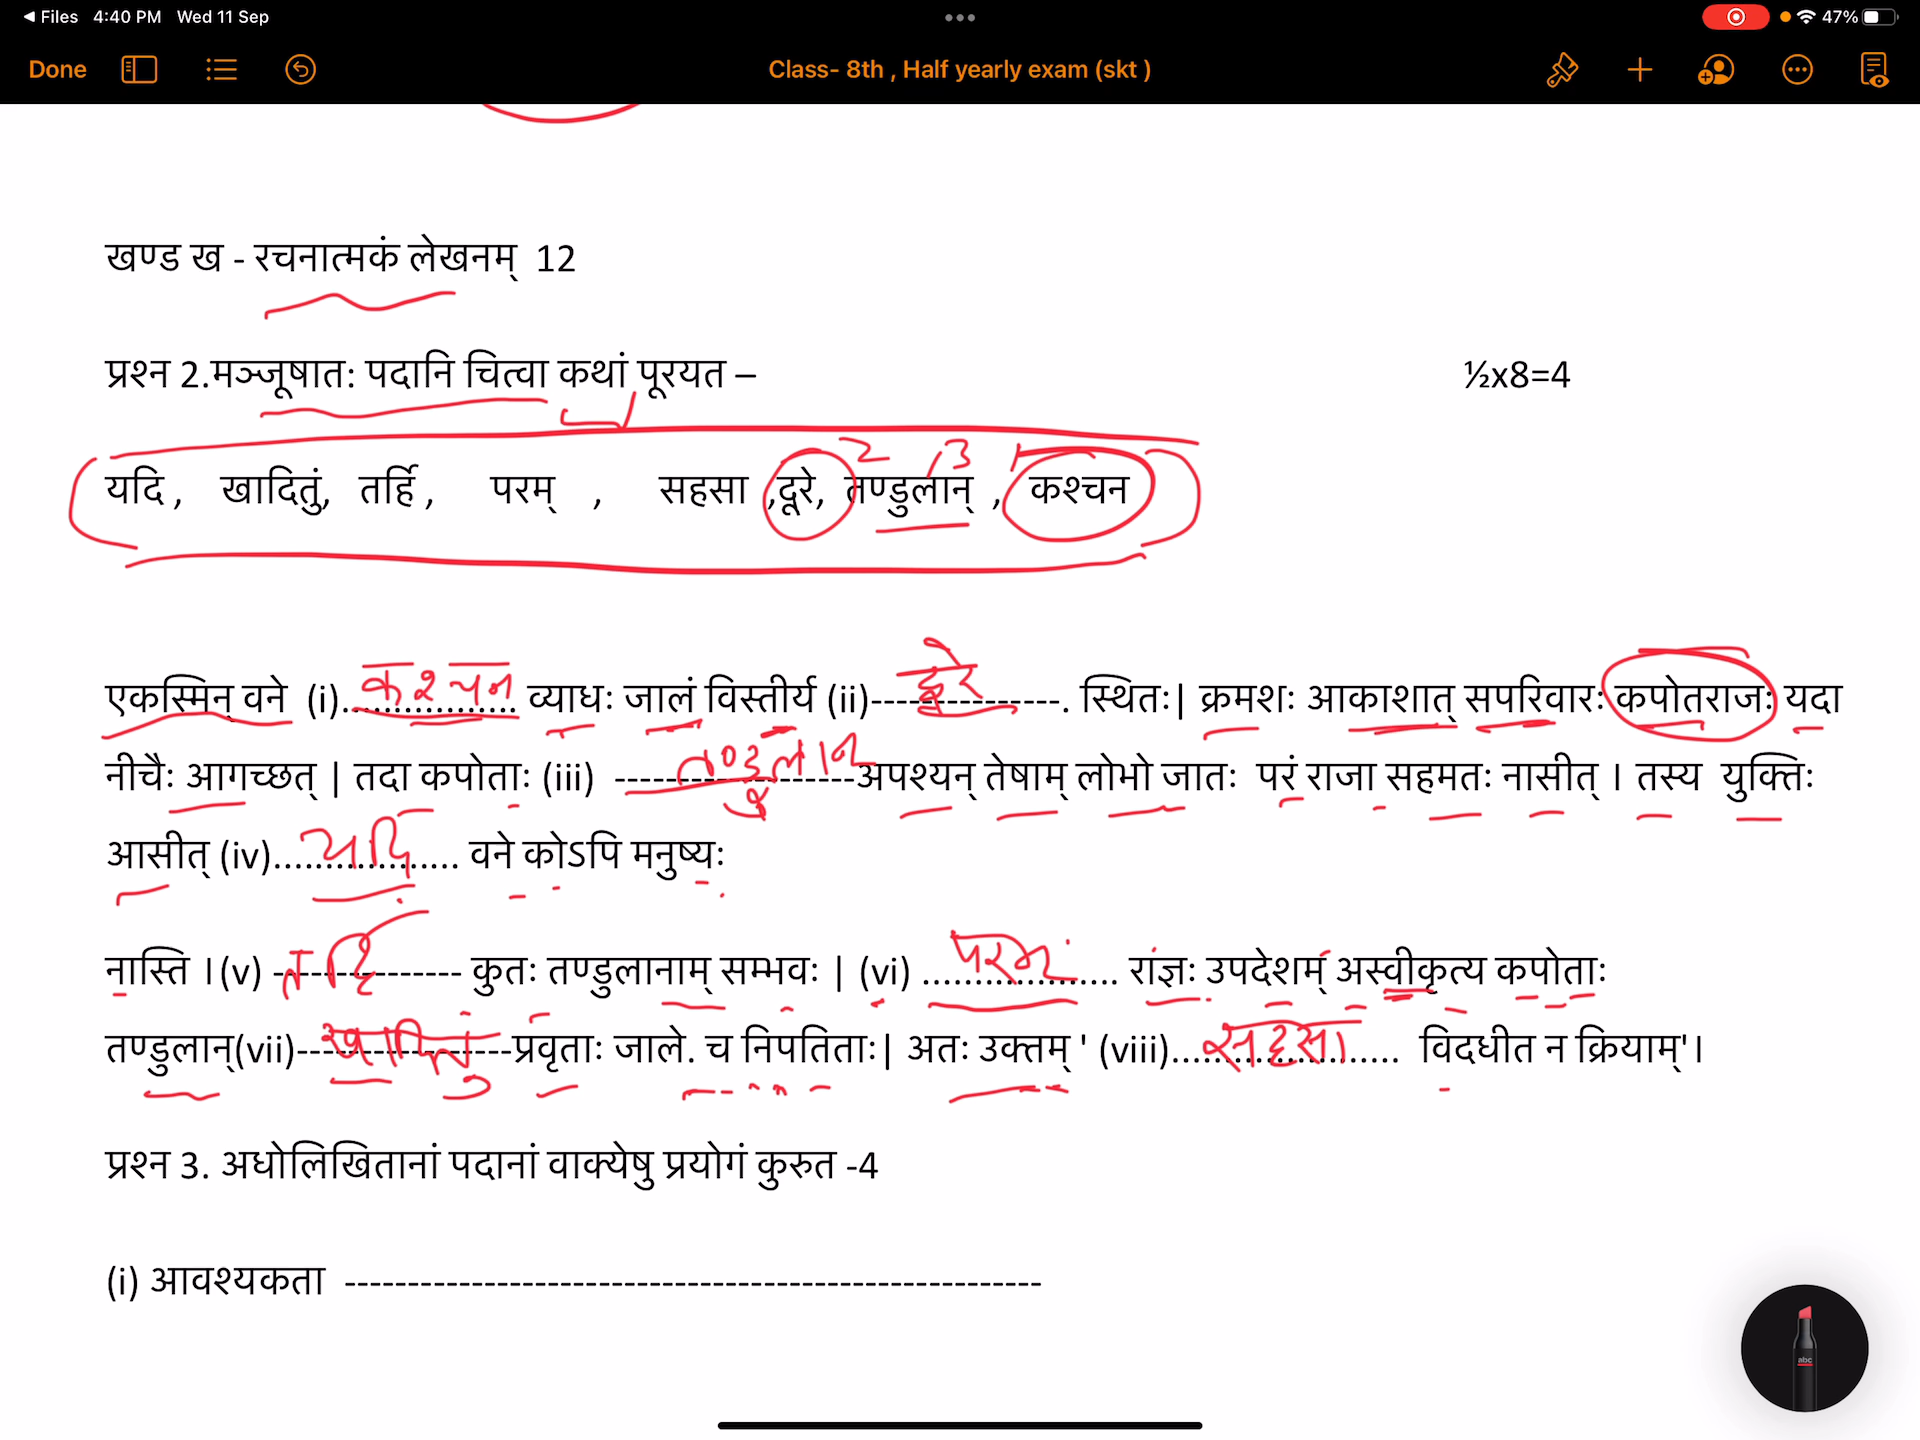 Files 4:40 PM Wed 11 Sep 47%
Done Class- 8th , Half yearly exam (skt )
खण्ड ख - रचनात्मकं लेखनम् 12
प्रश्न 2.मञ्जूषात: पदानि चित्वा कथां पूरयत – ½x8=4
2 3 1
यदि , खादितुं, तर्हि , परम् , सहसा ,दूरे, तण्डुलान् , कश्चन
एकस्मिन् वने (i).कश्चन व्याधः जालं विस्तीर्य (ii)---दूरे---. स्थितः| क्रमशः आकाशात् सपरिवारः कपोतराजः यदा
नीचैः आगच्छत् | तदा कपोताः (iii) ---तण्डुलान---अपश्यन् तेषाम् लोभो जातः परं राजा सहमतः नासीत् । तस्य युक्तिः
आसीत् (iv)....यदि.... वने कोऽपि मनुष्यः
नास्ति ।(v) ---तर्हि--- कुतः तण्डुलानाम् सम्भवः | (vi) ....परम्.... राज्ञः उपदेशम् अस्वीकृत्य कपोताः
तण्डुलान्(vii)---खादितुं---प्रवृताः जाले. च निपतिताः| अतः उक्तम् ' (viii)....सहसा.... विदधीत न क्रियाम्'।
प्रश्न 3. अधोलिखितानां पदानां वाक्येषु प्रयोगं कुरुत -4
(i) आवश्यकता -------------------------------------------------------
abc